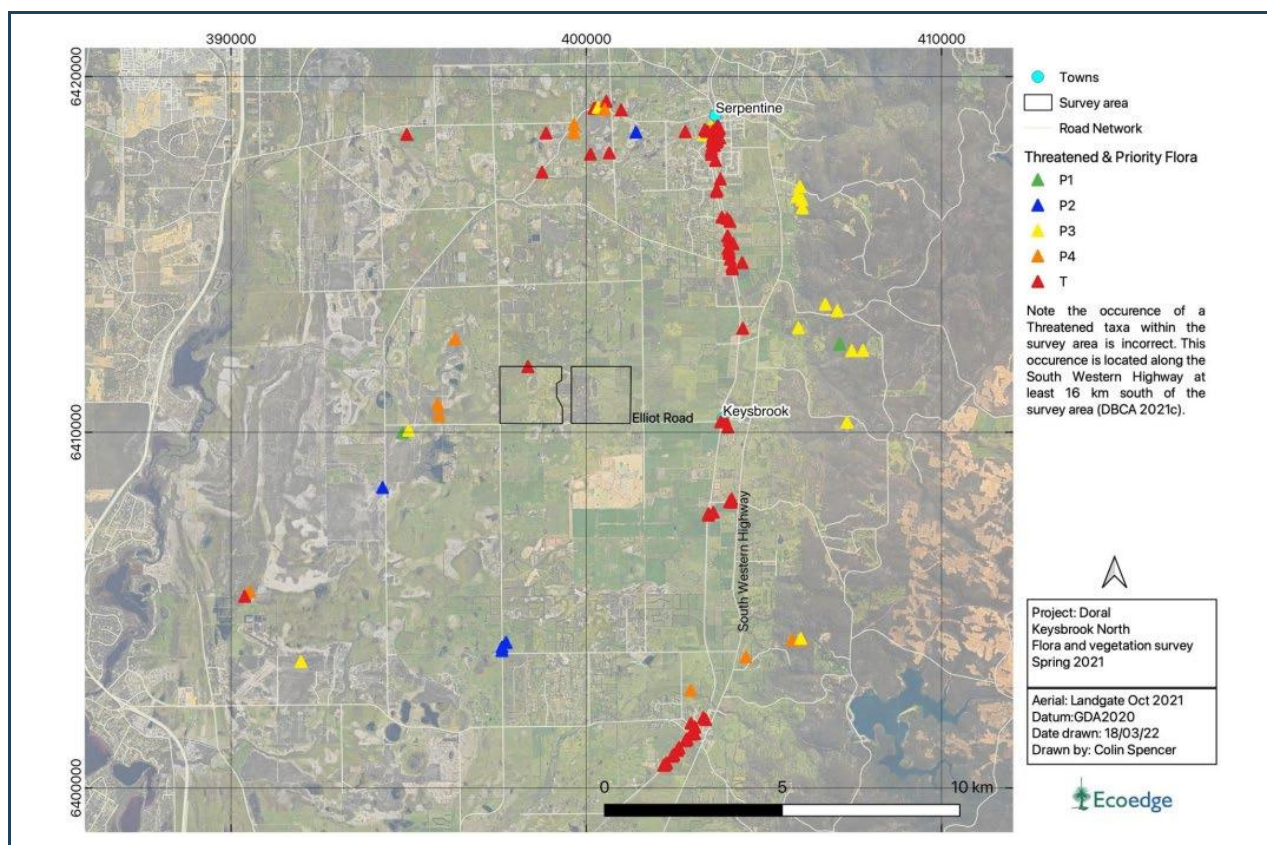 390000
400000
410000
6420000
6410000
6400000
Serpentine
Keysbrook
Elliot Road
South Western Highway
0
5
10 km
Towns
Survey area
Road Network
Threatened & Priority Flora
P1
P2
P3
P4
T
Note the occurence of a
Threatened taxa within the
survey area is incorrect. This
occurence is located along the
South Western Highway at
least 16 km south of the
survey area (DBCA 2021c).
Project: Doral
Keysbrook North
Flora and vegetation survey
Spring 2021
Aerial: Landgate Oct 2021
Datum:GDA2020
Date drawn: 18/03/22
Drawn by: Colin Spencer
Ecoedge